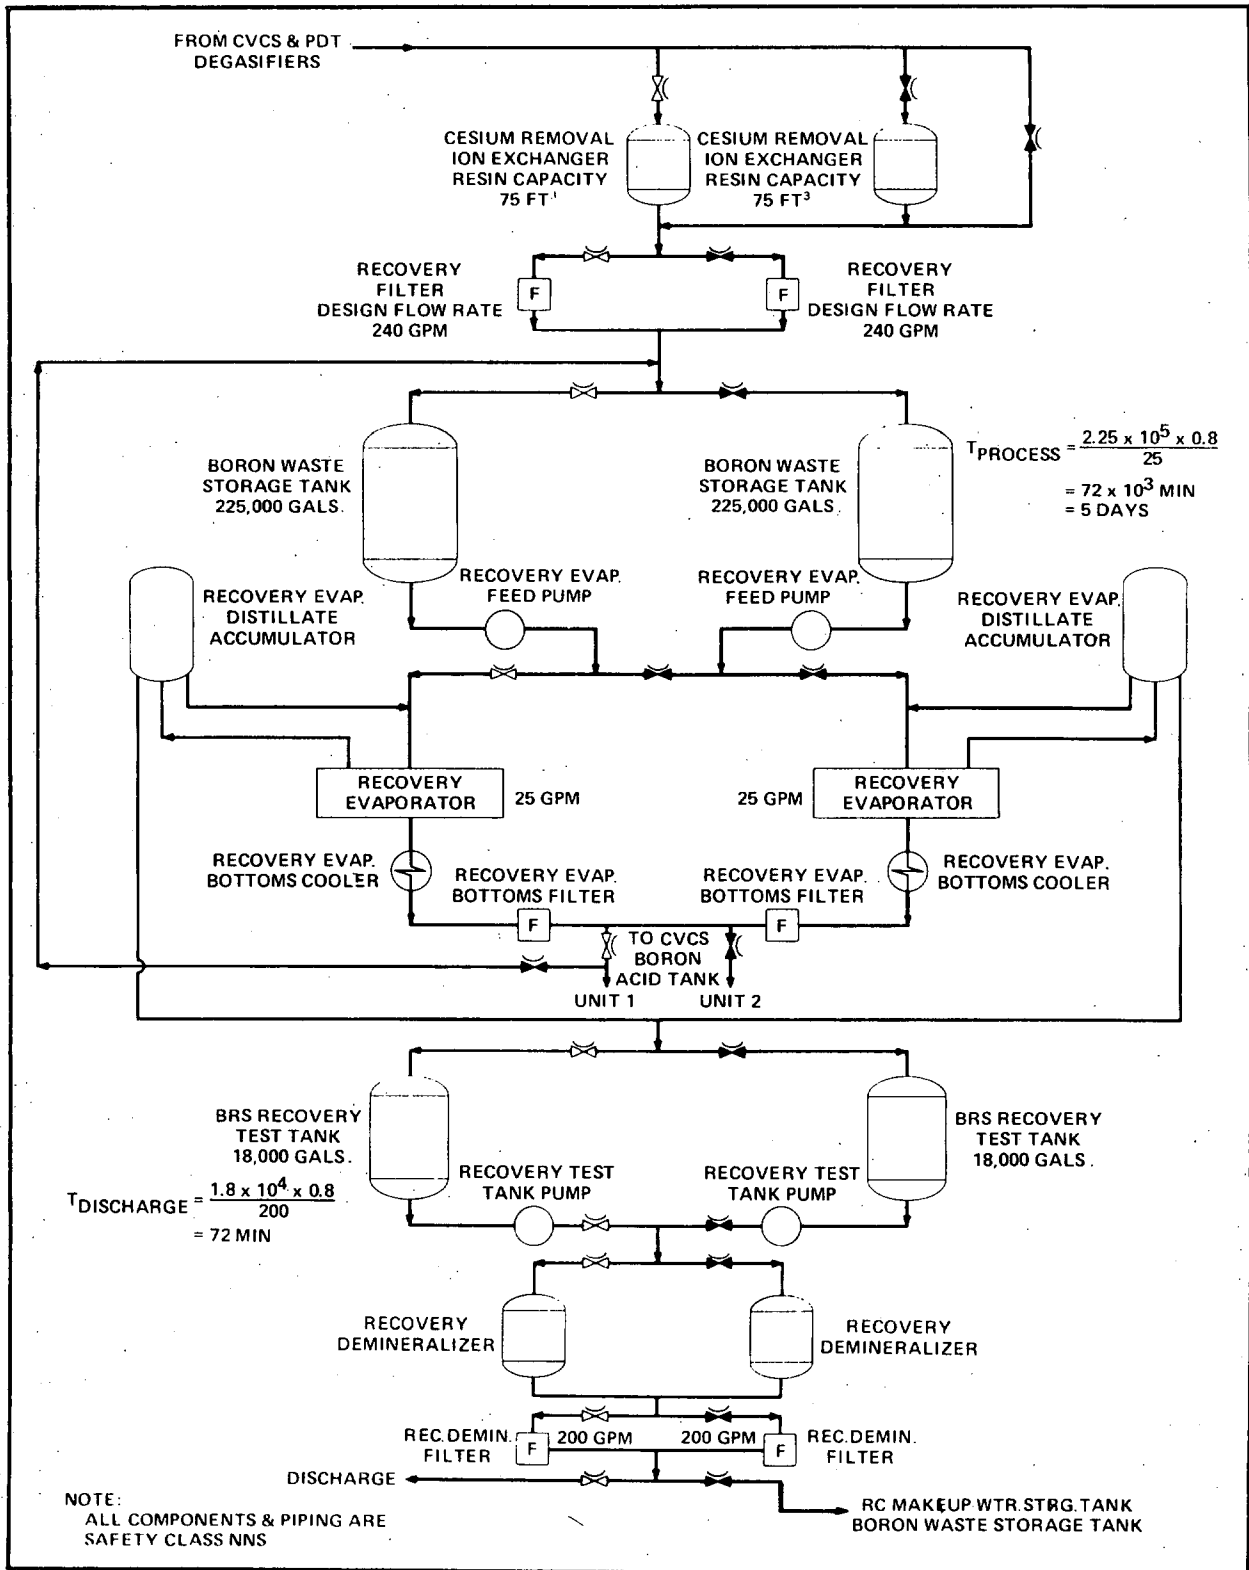 FROM CVCS & PDT
DEGASIFIERS
CESIUM REMOVAL
ION EXCHANGER
RESIN CAPACITY
75 FT¹
CESIUM REMOVAL
ION EXCHANGER
RESIN CAPACITY
75 FT³
RECOVERY
FILTER
DESIGN FLOW RATE
240 GPM
F
F
RECOVERY
FILTER
DESIGN FLOW RATE
240 GPM
BORON WASTE
STORAGE TANK
225,000 GALS.
BORON WASTE
STORAGE TANK
225,000 GALS.
T PROCESS = 2.25 x 10⁵ x 0.8
25
= 72 x 10³ MIN
= 5 DAYS
RECOVERY EVAP.
DISTILLATE
ACCUMULATOR
RECOVERY EVAP.
FEED PUMP
RECOVERY EVAP.
FEED PUMP
RECOVERY EVAP.
DISTILLATE
ACCUMULATOR
RECOVERY
EVAPORATOR
25 GPM
25 GPM
RECOVERY
EVAPORATOR
RECOVERY EVAP.
BOTTOMS COOLER
RECOVERY EVAP.
BOTTOMS FILTER
RECOVERY EVAP.
BOTTOMS FILTER
RECOVERY EVAP.
BOTTOMS COOLER
F
F
TO CVCS
BORON
ACID TANK
UNIT 1
UNIT 2
BRS RECOVERY
TEST TANK
18,000 GALS.
BRS RECOVERY
TEST TANK
18,000 GALS.
RECOVERY TEST
TANK PUMP
RECOVERY TEST
TANK PUMP
T DISCHARGE = 1.8 x 10⁴ x 0.8
200
= 72 MIN
RECOVERY
DEMINERALIZER
RECOVERY
DEMINERALIZER
REC.DEMIN.
FILTER
F
200 GPM
200 GPM
F
REC.DEMIN.
FILTER
DISCHARGE
RC MAKEUP WTR.STRG.TANK
BORON WASTE STORAGE TANK
NOTE:
ALL COMPONENTS & PIPING ARE
SAFETY CLASS NNS